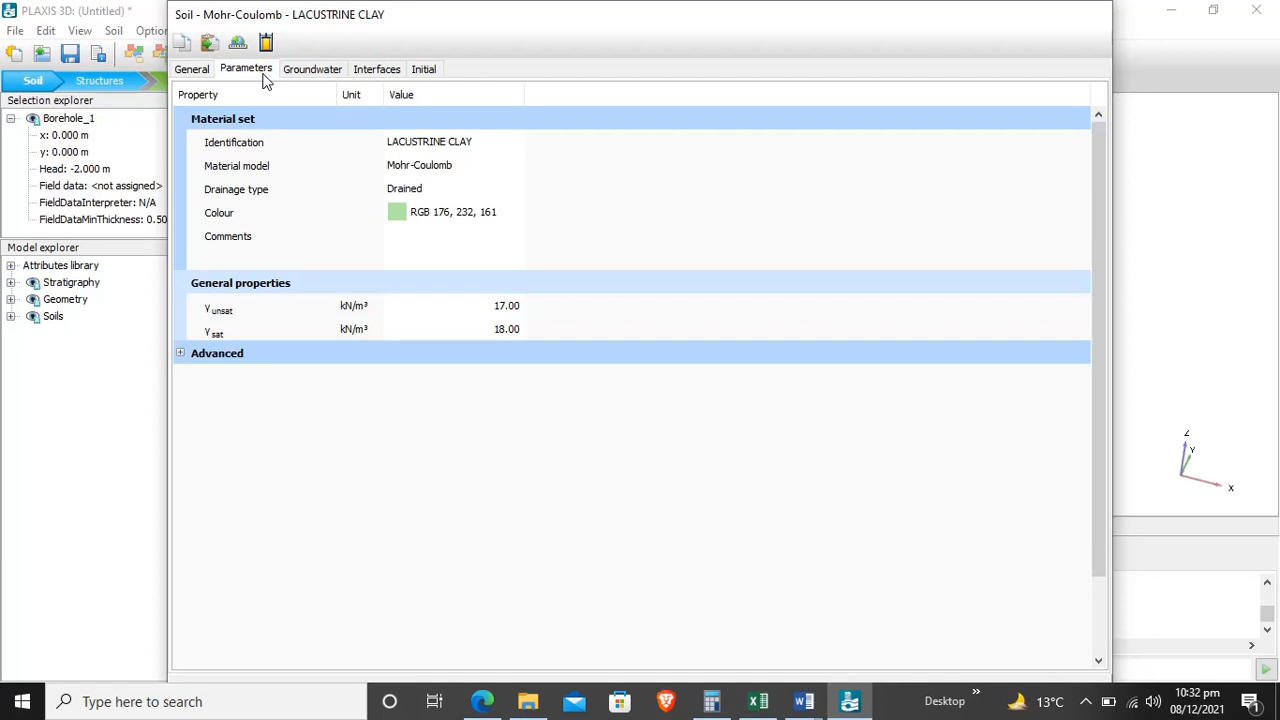 PLAXIS 3D: (Untitled) *
Soil - Mohr-Coulomb - LACUSTRINE CLAY
File Edit View Soil Option
Soil Structures
General Parameters Groundwater Interfaces Initial
Selection explorer
Borehole_1
x: 0.000 m
y: 0.000 m
Head: -2.000 m
Field data: <not assigned>
FieldDataInterpreter: N/A
FieldDataMinThickness: 0.50
Model explorer
Attributes library
Stratigraphy
Geometry
Soils
Property Unit Value
Material set
Identification LACUSTRINE CLAY
Material model Mohr-Coulomb
Drainage type Drained
Colour RGB 176, 232, 161
Comments
General properties
γ unsat kN/m³ 17.00
γ sat kN/m³ 18.00
Advanced
Z
Y
X
Type here to search
Desktop
»
13°C
10:32 pm
08/12/2021
1